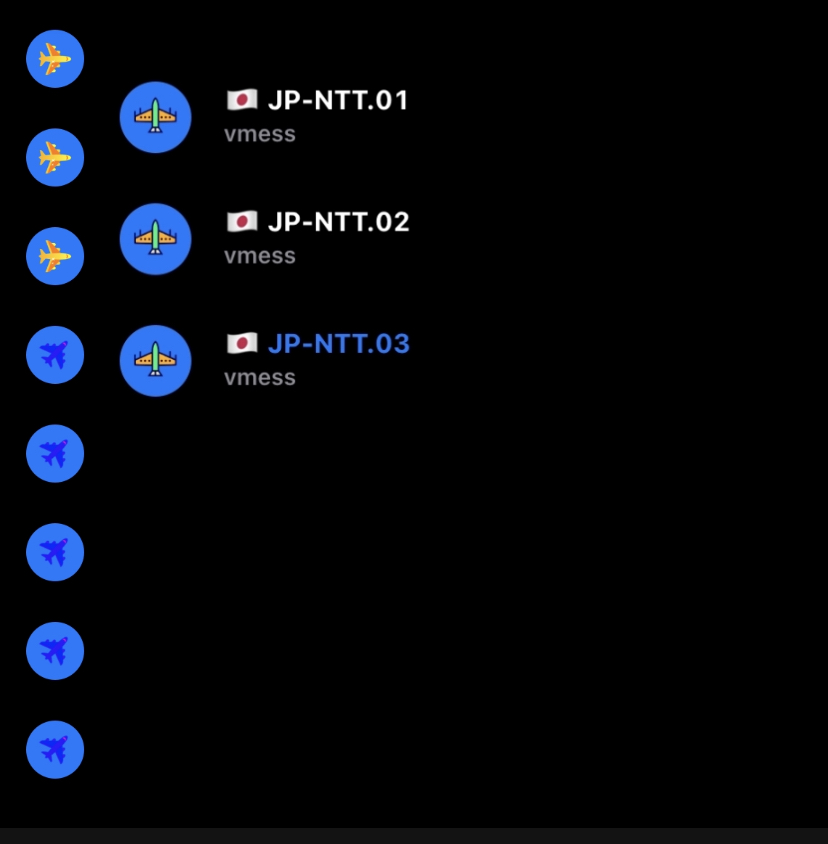 🇯🇵 JP-NTT.01
vmess
🇯🇵 JP-NTT.02
vmess
🇯🇵 JP-NTT.03
vmess